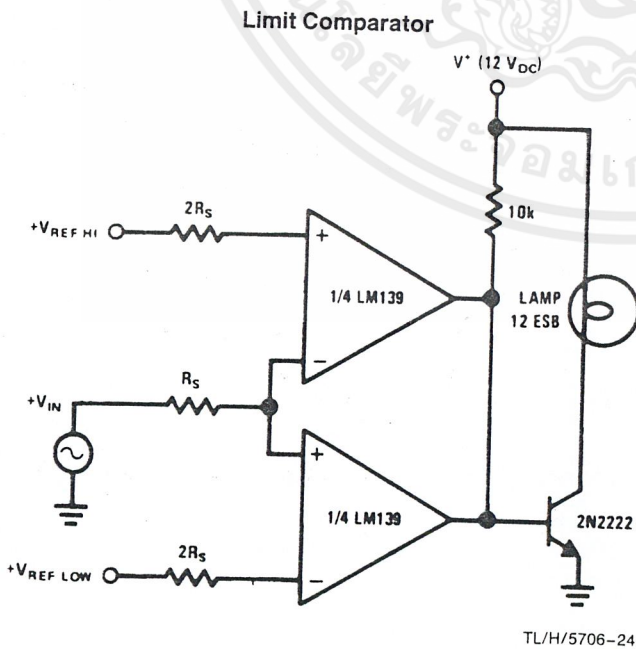 Limit Comparator
V⁺ (12 V_DC)
2R_S
+V_REF HI
10k
+
1/4 LM139
−
LAMP
12 ESB
R_S
+V_IN
+
1/4 LM139
−
2N2222
2R_S
+V_REF LOW
TL/H/5706–24